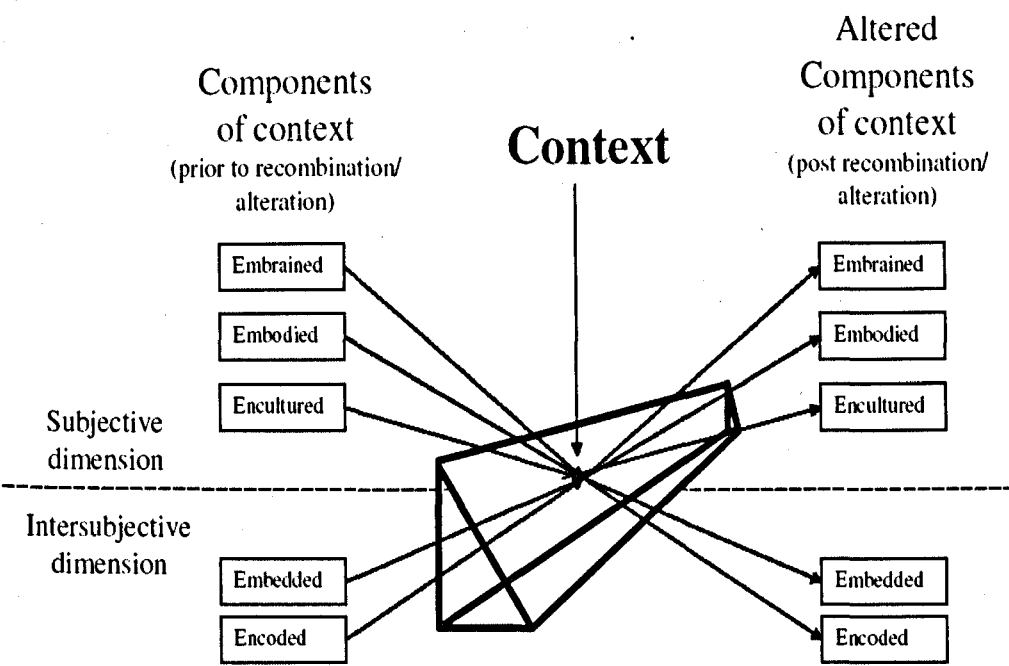 Components
of context
(prior to recombination/
alteration)
Context
Altered
Components
of context
(post recombination/
alteration)
Embrained
Embodied
Encultured
Embrained
Embodied
Encultured
Subjective
dimension
Intersubjective
dimension
Embedded
Encoded
Embedded
Encoded